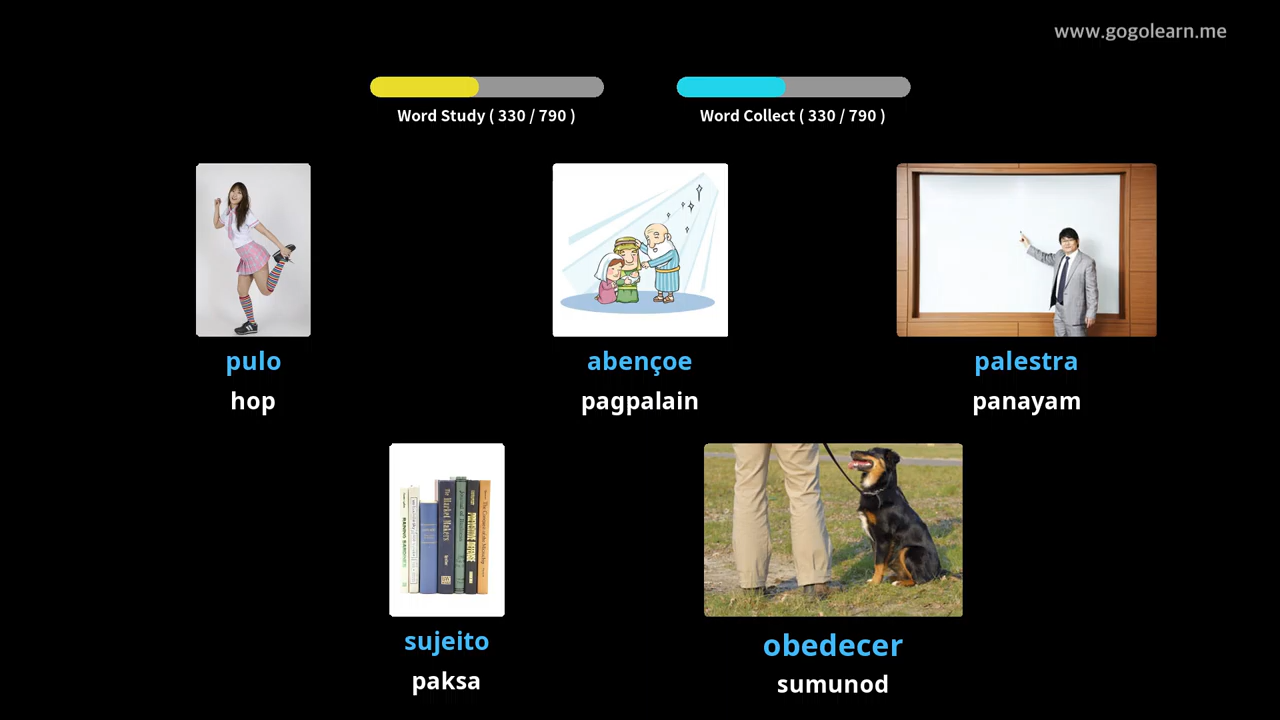 www.gogolearn.me
Word Study ( 330 / 790 )
Word Collect ( 330 / 790 )
pulo
hop
abençoe
pagpalain
palestra
panayam
sujeito
paksa
obedecer
sumunod